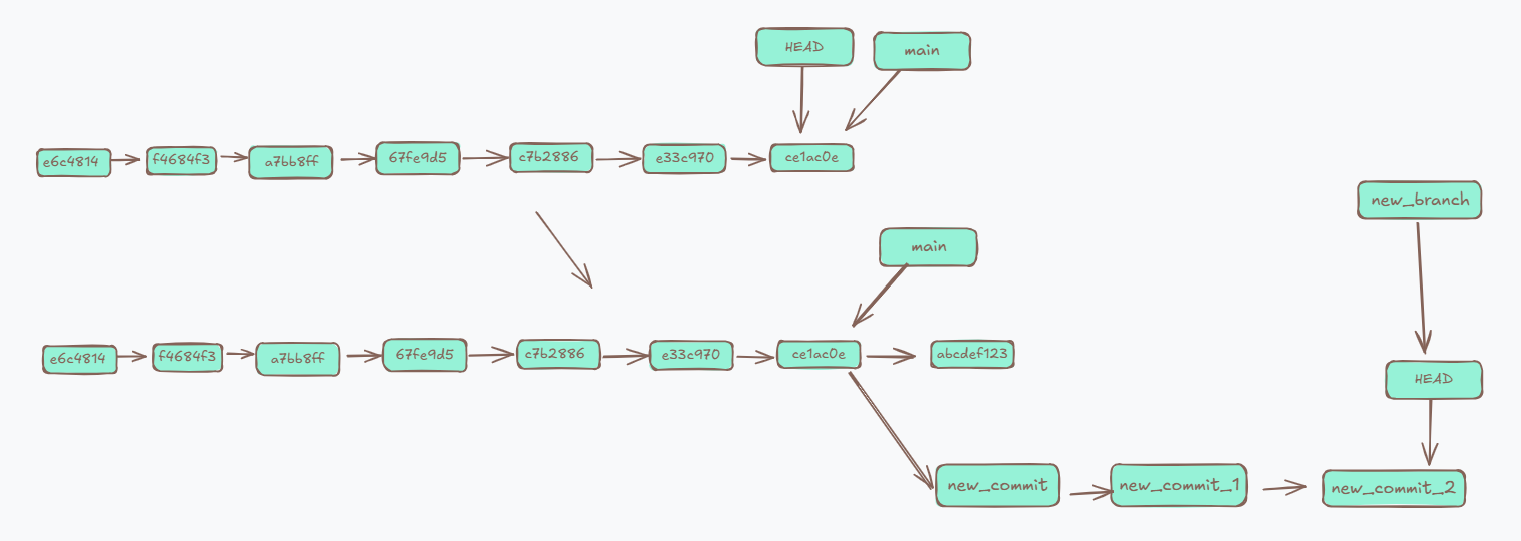 HEAD
main
e6c4814
f4684f3
a7bb8ff
67fe9d5
c7b2886
e33c970
ce1ac0e
new_branch
main
e6c4814
f4684f3
a7bb8ff
67fe9d5
c7b2886
e33c970
ce1ac0e
abcdef123
HEAD
new_commit
new_commit_1
new_commit_2